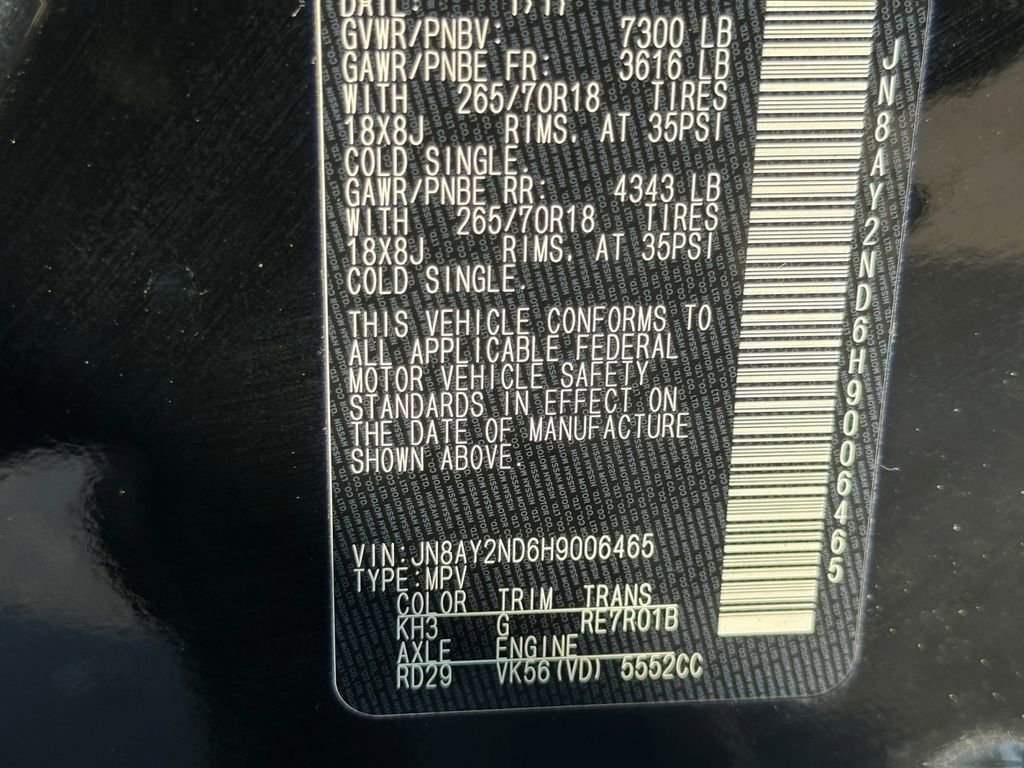 DATE:
GVWR/PNBV: 7300 LB
GAWR/PNBE FR: 3616 LB
WITH 265/70R18 TIRES
18X8J RIMS, AT 35PSI
COLD SINGLE.
GAWR/PNBE RR: 4343 LB
WITH 265/70R18 TIRES
18X8J RIMS, AT 35PSI
COLD SINGLE.
THIS VEHICLE CONFORMS TO
ALL APPLICABLE FEDERAL
MOTOR VEHICLE SAFETY
STANDARDS IN EFFECT ON
THE DATE OF MANUFACTURE
SHOWN ABOVE.
VIN:JN8AY2ND6H9006465
TYPE:MPV
COLOR TRIM TRANS
KH3 G RE7R01B
AXLE ENGINE
RD29 VK56(VD) 5552CC
JN8AY2ND6H9006465